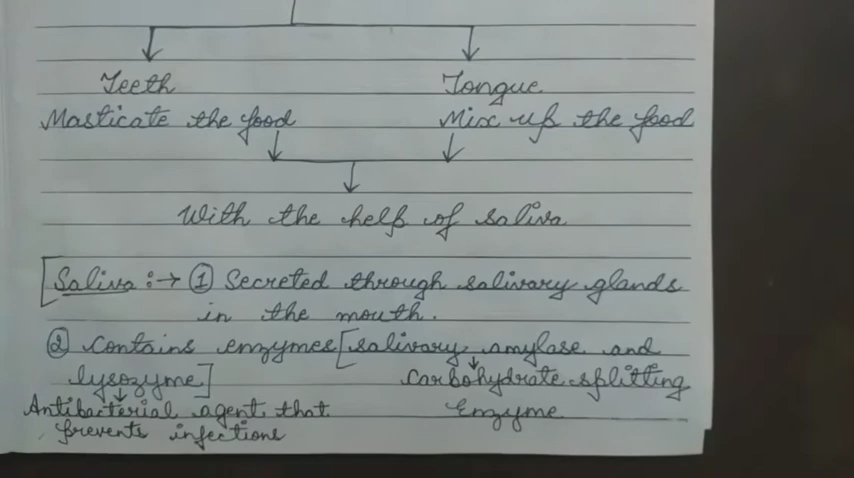 Teeth Tongue
Masticate the food Mix up the food
With the help of saliva
[Saliva :→ ① Secreted through salivary glands
in the mouth.
② Contains enzymes [salivary amylase and
lysozyme] Carbohydrate splitting
Antibacterial agent that Enzyme
prevents infections